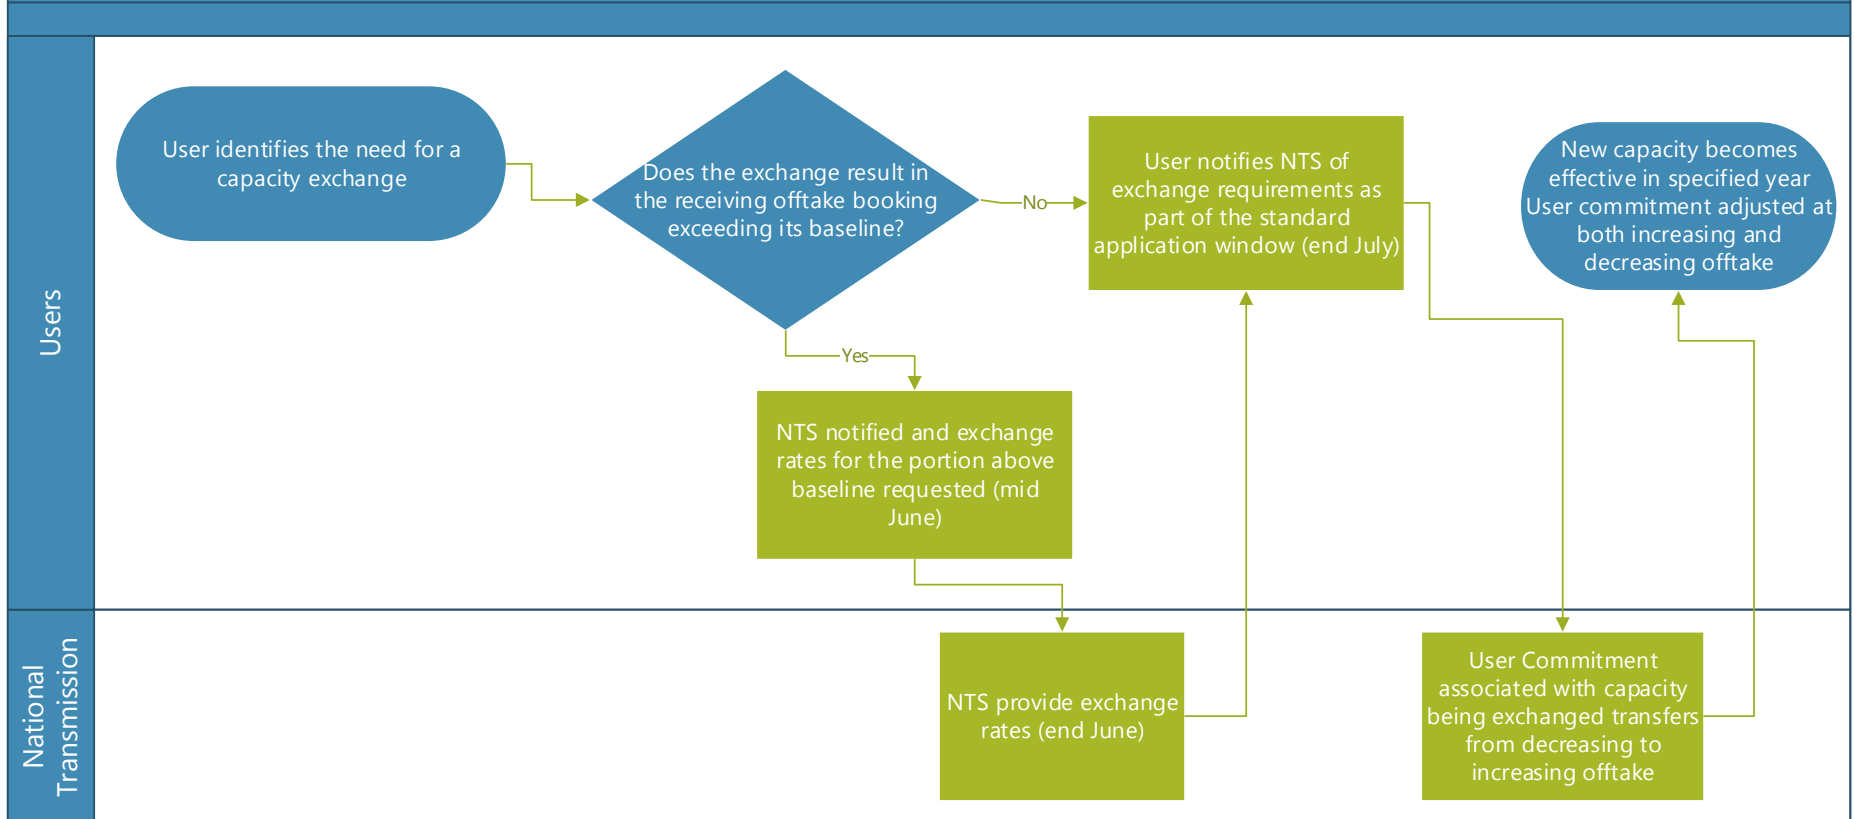 Users
User identifies the need for a
capacity exchange
Does the exchange result in
the receiving offtake booking
exceeding its baseline?
No
User notifies NTS of
exchange requirements as
part of the standard
application window (end July)
New capacity becomes
effective in specified year
User commitment adjusted at
both increasing and
decreasing offtake
Yes
NTS notified and exchange
rates for the portion above
baseline requested (mid
June)
National
Transmission
NTS provide exchange
rates (end June)
User Commitment
associated with capacity
being exchanged transfers
from decreasing to
increasing offtake